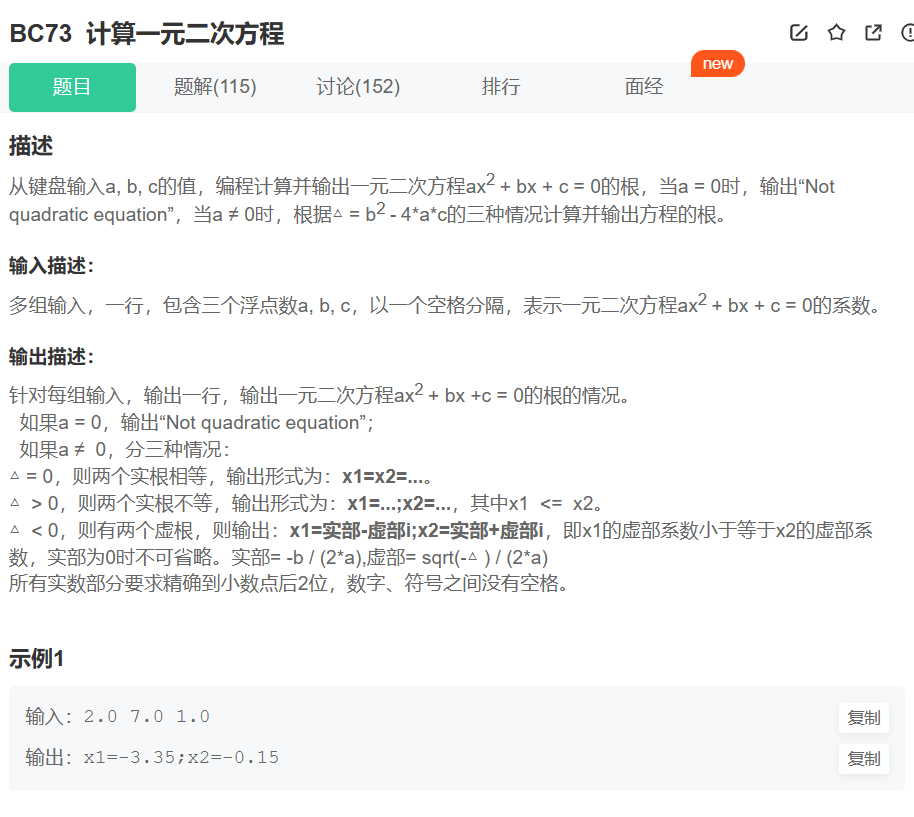 BC73 计算一元二次方程
new
题目 题解(115) 讨论(152) 排行 面经
描述
从键盘输入a, b, c的值，编程计算并输出一元二次方程ax² + bx + c = 0的根，当a = 0时，输出“Not
quadratic equation”，当a ≠ 0时，根据△ = b² - 4*a*c的三种情况计算并输出方程的根。
输入描述：
多组输入，一行，包含三个浮点数a, b, c，以一个空格分隔，表示一元二次方程ax² + bx + c = 0的系数。
输出描述：
针对每组输入，输出一行，输出一元二次方程ax² + bx +c = 0的根的情况。
如果a = 0，输出“Not quadratic equation”；
如果a ≠ 0，分三种情况：
△ = 0，则两个实根相等，输出形式为：x1=x2=...。
△ > 0，则两个实根不等，输出形式为：x1=...;x2=...，其中x1 <= x2。
△ < 0，则有两个虚根，则输出：x1=实部-虚部i;x2=实部+虚部i，即x1的虚部系数小于等于x2的虚部系
数，实部为0时不可省略。实部= -b / (2*a),虚部= sqrt(-△ ) / (2*a)
所有实数部分要求精确到小数点后2位，数字、符号之间没有空格。
示例1
输入：2.0 7.0 1.0 复制
输出：x1=-3.35;x2=-0.15 复制